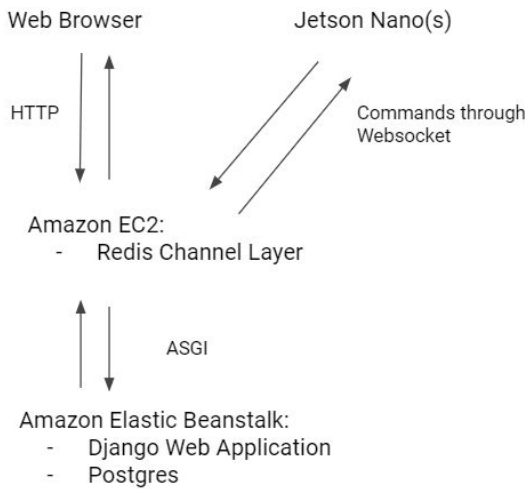 Web Browser
Jetson Nano(s)
HTTP
Commands through
Websocket
Amazon EC2:
- Redis Channel Layer
ASGI
Amazon Elastic Beanstalk:
- Django Web Application
- Postgres